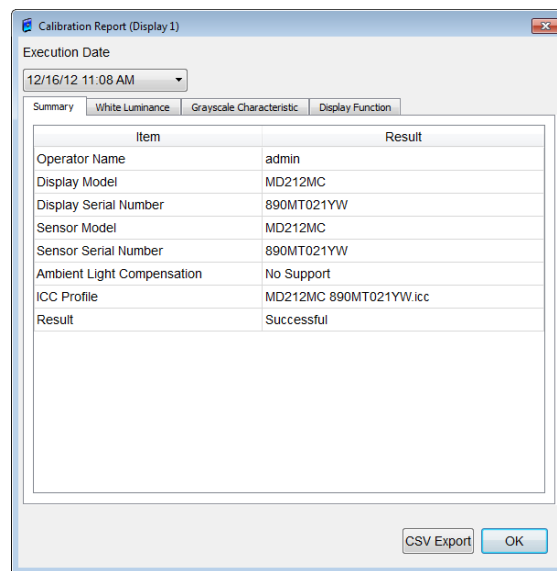 Calibration Report (Display 1)
Execution Date
12/16/12 11:08 AM
Summary White Luminance Grayscale Characteristic Display Function
Item Result
Operator Name admin
Display Model MD212MC
Display Serial Number 890MT021YW
Sensor Model MD212MC
Sensor Serial Number 890MT021YW
Ambient Light Compensation No Support
ICC Profile MD212MC 890MT021YW.icc
Result Successful
CSV Export OK